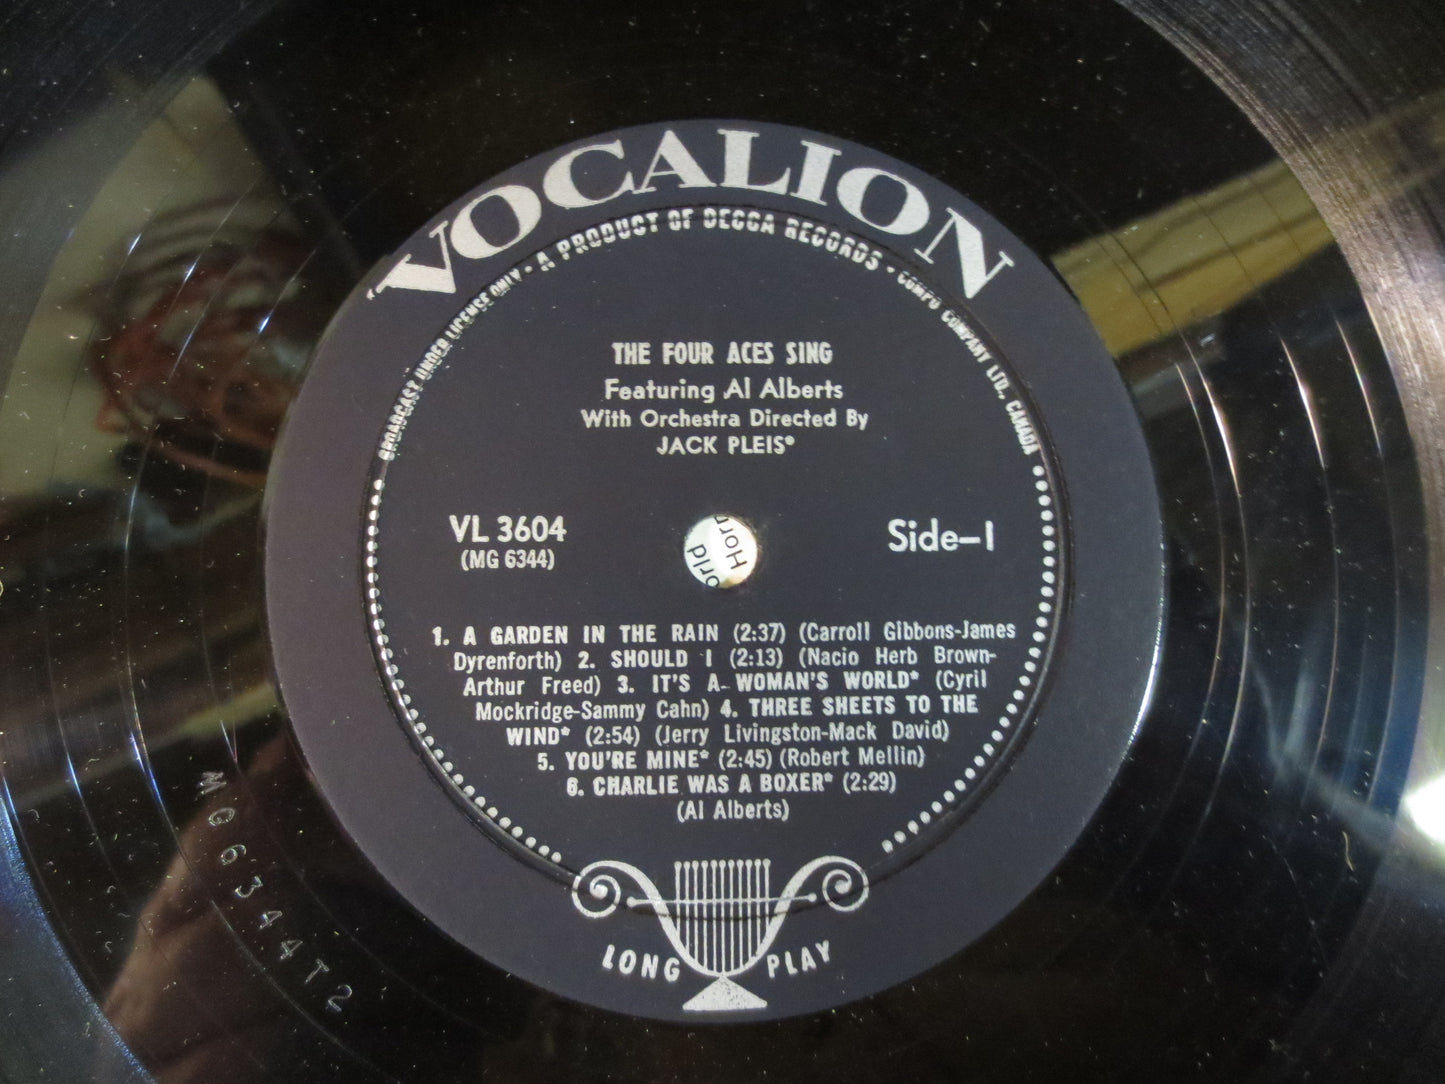 VOCALION
BROADCAST UNDER LICENSE ONLY • A PRODUCT OF DECCA RECORDS • COMPO COMPANY LTD., CANADA
THE FOUR ACES SING
Featuring Al Alberts
With Orchestra Directed By
JACK PLEIS*
VL 3604
(MG 6344)
Side–1
1. A GARDEN IN THE RAIN (2:37) (Carroll Gibbons-James
Dyrenforth) 2. SHOULD I (2:13) (Nacio Herb Brown-
Arthur Freed) 3. IT'S A WOMAN'S WORLD* (Cyril
Mockridge-Sammy Cahn) 4. THREE SHEETS TO THE
WIND* (2:54) (Jerry Livingston-Mack David)
5. YOU'RE MINE* (2:45) (Robert Mellin)
6. CHARLIE WAS A BOXER* (2:29)
(Al Alberts)
LONG PLAY
MG6344T2